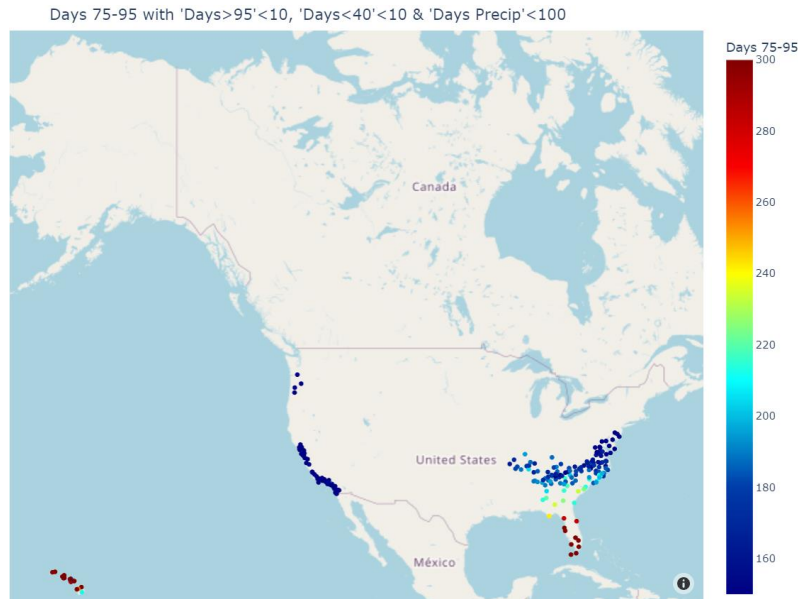 Days 75-95 with 'Days>95'<10, 'Days<40'<10 & 'Days Precip'<100
Days 75-95
300
280
Canada
260
240
220
200
United States
180
160
México
i